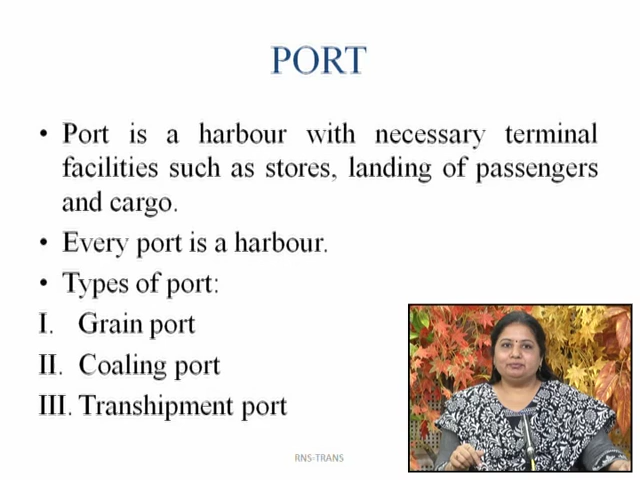 PORT
• Port is a harbour with necessary terminal
facilities such as stores, landing of passengers
and cargo.
• Every port is a harbour.
• Types of port:
I. Grain port
II. Coaling port
III. Transhipment port
RNS-TRANS